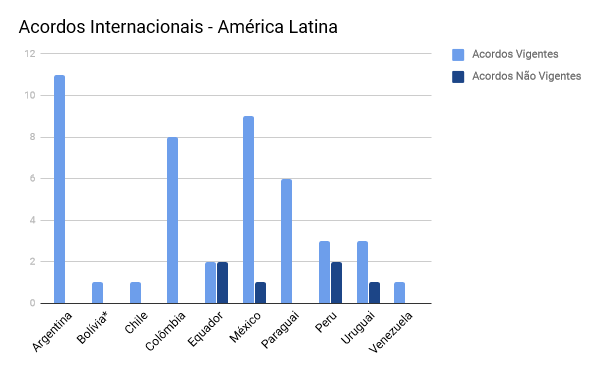 Acordos Internacionais - América Latina
Acordos Vigentes
Acordos Não Vigentes
12
10
8
6
4
2
0
Argentina
Bolívia*
Chile
Colômbia
Equador
México
Paraguai
Peru
Uruguai
Venezuela